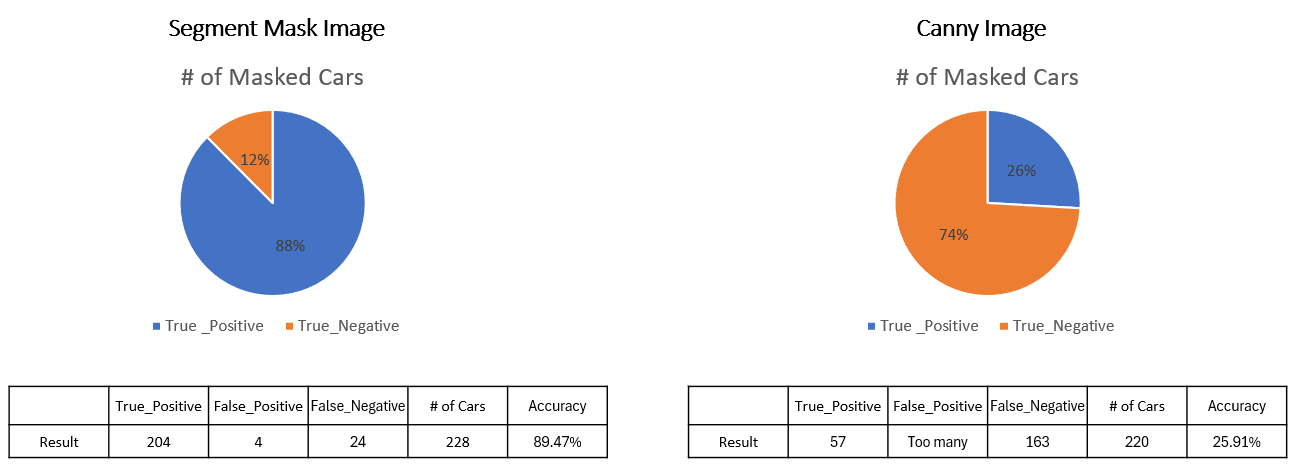 Segment Mask Image
# of Masked Cars
12%
88%
True _Positive True_Negative
True_Positive False_Positive False_Negative # of Cars Accuracy
Result 204 4 24 228 89.47%
Canny Image
# of Masked Cars
26%
74%
True _Positive True_Negative
True_Positive False_Positive False_Negative # of Cars Accuracy
Result 57 Too many 163 220 25.91%